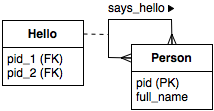 says_hello ▶
Hello
pid_1 (FK)
pid_2 (FK)
Person
pid (PK)
full_name